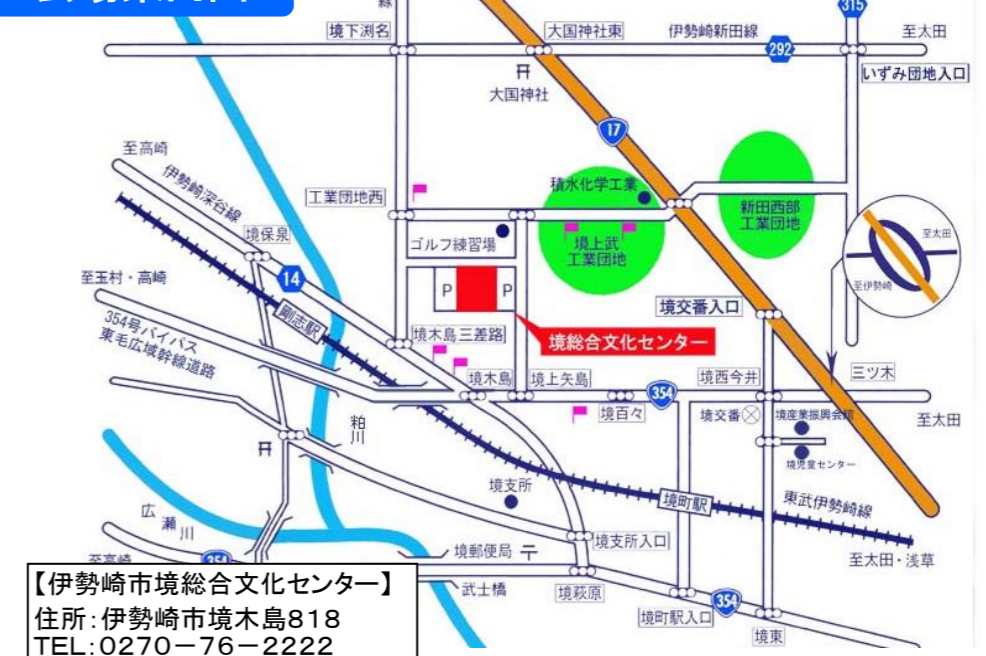 線
315
境下渕名
大国神社東
伊勢崎新田線
292
至太田
いずみ団地入口
大国神社
17
至高崎
伊勢崎深谷線
工業団地西
積水化学工業
新田西部
工業団地
境保泉
ゴルフ練習場
境上武
工業団地
至太田
至伊勢崎
至玉村・高崎
14
P
P
境交番入口
剛志駅
354号バイパス
東毛広域幹線道路
境木島三差路
境総合文化センター
境木島
境上矢島
354
境西今井
三ツ木
境百々
境交番
境産業振興会館
至太田
粕川
境児童センター
境支所
境町駅
東武伊勢崎線
広瀬川
境支所入口
至太田・浅草
至高崎
354
境郵便局
武士橋
境萩原
境町駅入口
354
境東
【伊勢崎市境総合文化センター】
住所:伊勢崎市境木島818
TEL:0270-76-2222